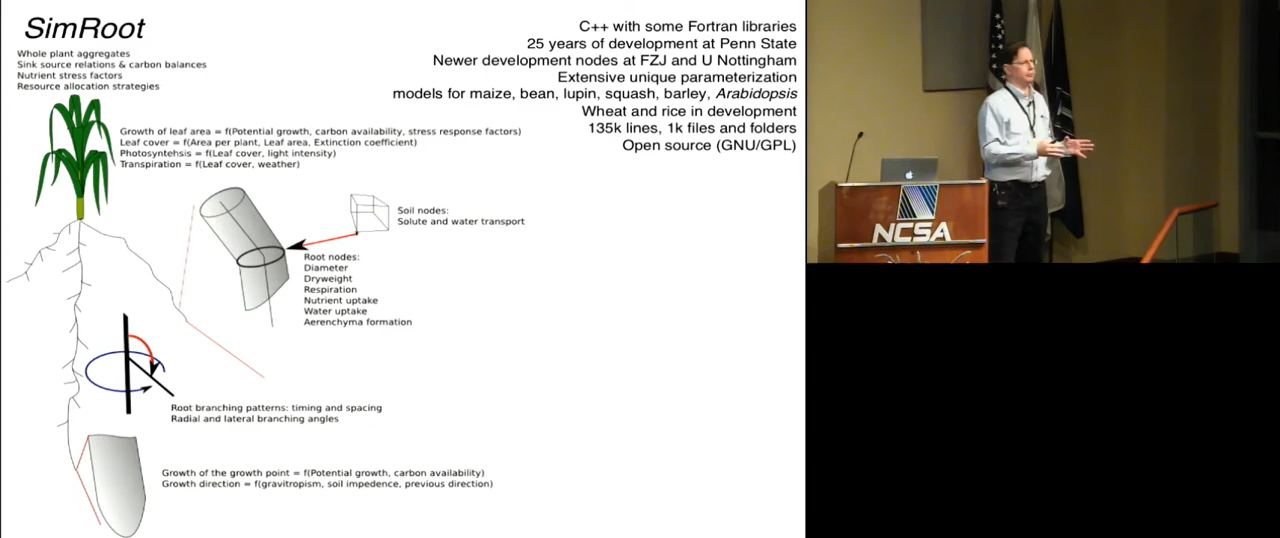 SimRoot
Whole plant aggregates
Sink source relations & carbon balances
Nutrient stress factors
Resource allocation strategies
C++ with some Fortran libraries
25 years of development at Penn State
Newer development nodes at FZJ and U Nottingham
Extensive unique parameterization
models for maize, bean, lupin, squash, barley, Arabidopsis
Wheat and rice in development
135k lines, 1k files and folders
Open source (GNU/GPL)
Growth of leaf area = f(Potential growth, carbon availability, stress response factors)
Leaf cover = f(Area per plant, Leaf area, Extinction coefficient)
Photosyntehsis = f(Leaf cover, light intensity)
Transpiration = f(Leaf cover, weather)
Soil nodes:
Solute and water transport
Root nodes:
Diameter
Dryweight
Respiration
Nutrient uptake
Water uptake
Aerenchyma formation
Root branching patterns: timing and spacing
Radial and lateral branching angles
Growth of the growth point = f(Potential growth, carbon availability)
Growth direction = f(gravitropism, soil impedence, previous direction)
NCSA